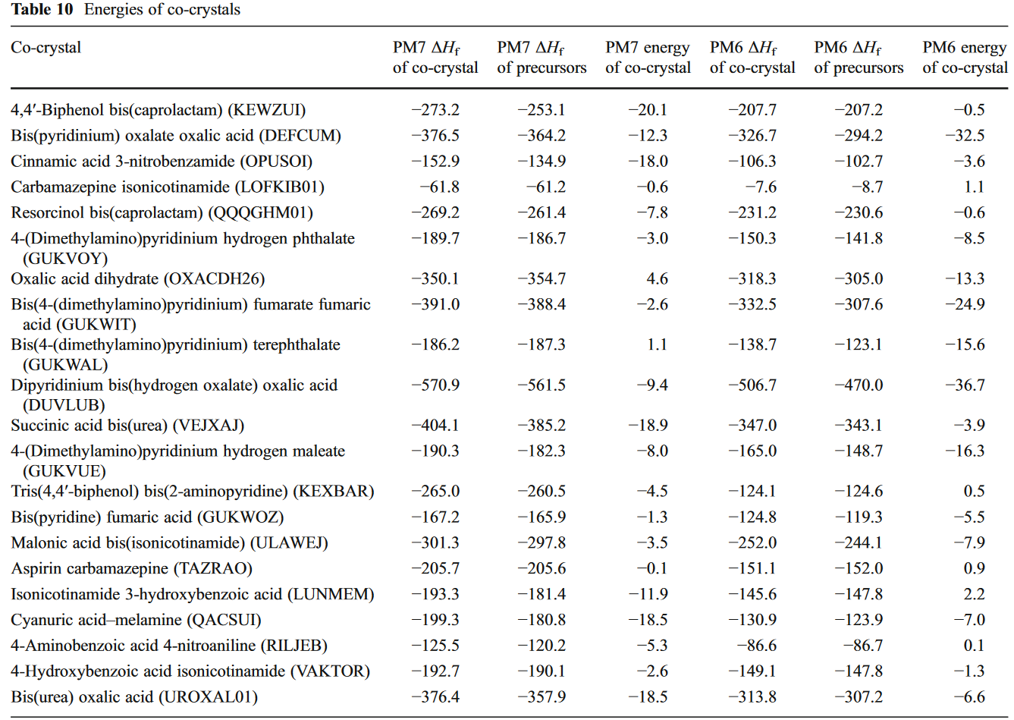 Table 10 Energies of co-crystals
Co-crystal PM7 ΔHf PM7 ΔHf PM7 energy PM6 ΔHf PM6 ΔHf PM6 energy
of co-crystal of precursors of co-crystal of co-crystal of precursors of co-crystal
4,4′-Biphenol bis(caprolactam) (KEWZUI) −273.2 −253.1 −20.1 −207.7 −207.2 −0.5
Bis(pyridinium) oxalate oxalic acid (DEFCUM) −376.5 −364.2 −12.3 −326.7 −294.2 −32.5
Cinnamic acid 3-nitrobenzamide (OPUSOI) −152.9 −134.9 −18.0 −106.3 −102.7 −3.6
Carbamazepine isonicotinamide (LOFKIB01) −61.8 −61.2 −0.6 −7.6 −8.7 1.1
Resorcinol bis(caprolactam) (QQQGHM01) −269.2 −261.4 −7.8 −231.2 −230.6 −0.6
4-(Dimethylamino)pyridinium hydrogen phthalate −189.7 −186.7 −3.0 −150.3 −141.8 −8.5
(GUKVOY)
Oxalic acid dihydrate (OXACDH26) −350.1 −354.7 4.6 −318.3 −305.0 −13.3
Bis(4-(dimethylamino)pyridinium) fumarate fumaric −391.0 −388.4 −2.6 −332.5 −307.6 −24.9
acid (GUKWIT)
Bis(4-(dimethylamino)pyridinium) terephthalate −186.2 −187.3 1.1 −138.7 −123.1 −15.6
(GUKWAL)
Dipyridinium bis(hydrogen oxalate) oxalic acid −570.9 −561.5 −9.4 −506.7 −470.0 −36.7
(DUVLUB)
Succinic acid bis(urea) (VEJXAJ) −404.1 −385.2 −18.9 −347.0 −343.1 −3.9
4-(Dimethylamino)pyridinium hydrogen maleate −190.3 −182.3 −8.0 −165.0 −148.7 −16.3
(GUKVUE)
Tris(4,4′-biphenol) bis(2-aminopyridine) (KEXBAR) −265.0 −260.5 −4.5 −124.1 −124.6 0.5
Bis(pyridine) fumaric acid (GUKWOZ) −167.2 −165.9 −1.3 −124.8 −119.3 −5.5
Malonic acid bis(isonicotinamide) (ULAWEJ) −301.3 −297.8 −3.5 −252.0 −244.1 −7.9
Aspirin carbamazepine (TAZRAO) −205.7 −205.6 −0.1 −151.1 −152.0 0.9
Isonicotinamide 3-hydroxybenzoic acid (LUNMEM) −193.3 −181.4 −11.9 −145.6 −147.8 2.2
Cyanuric acid–melamine (QACSUI) −199.3 −180.8 −18.5 −130.9 −123.9 −7.0
4-Aminobenzoic acid 4-nitroaniline (RILJEB) −125.5 −120.2 −5.3 −86.6 −86.7 0.1
4-Hydroxybenzoic acid isonicotinamide (VAKTOR) −192.7 −190.1 −2.6 −149.1 −147.8 −1.3
Bis(urea) oxalic acid (UROXAL01) −376.4 −357.9 −18.5 −313.8 −307.2 −6.6